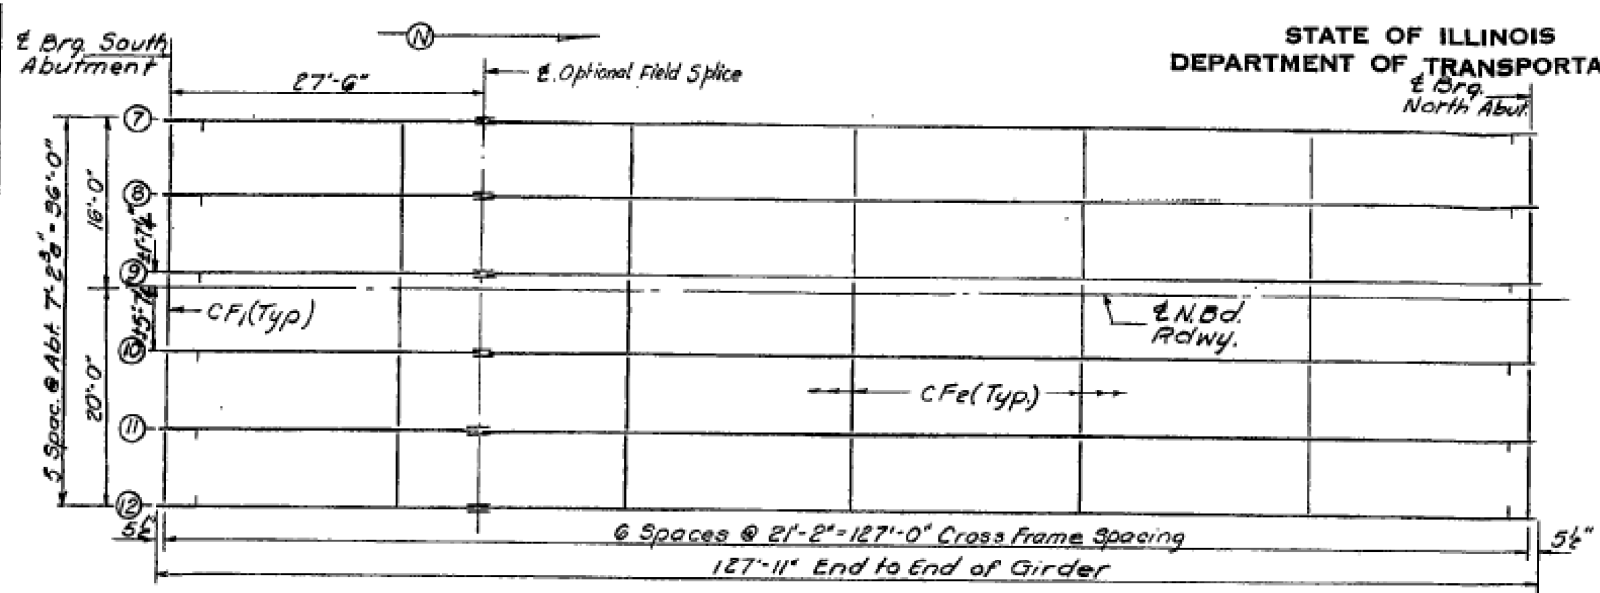 STATE OF ILLINOIS
DEPARTMENT OF TRANSPORTA
℄ Brg. South
Abutment
N
27'-6"
℄. Optional Field Splice
℄ Brg.
North Abut.
7
8
9
10
11
12
5 Spac. @ Abt. 7'-2⅜" = 36'-0"
16'-0"
20'-0"
CF1(Typ)
℄ N. Bd.
Rdwy.
CF2(Typ.)
5½"
6 Spaces @ 21'-2" = 127'-0" Cross Frame Spacing
5½"
127'-11" End to End of Girder